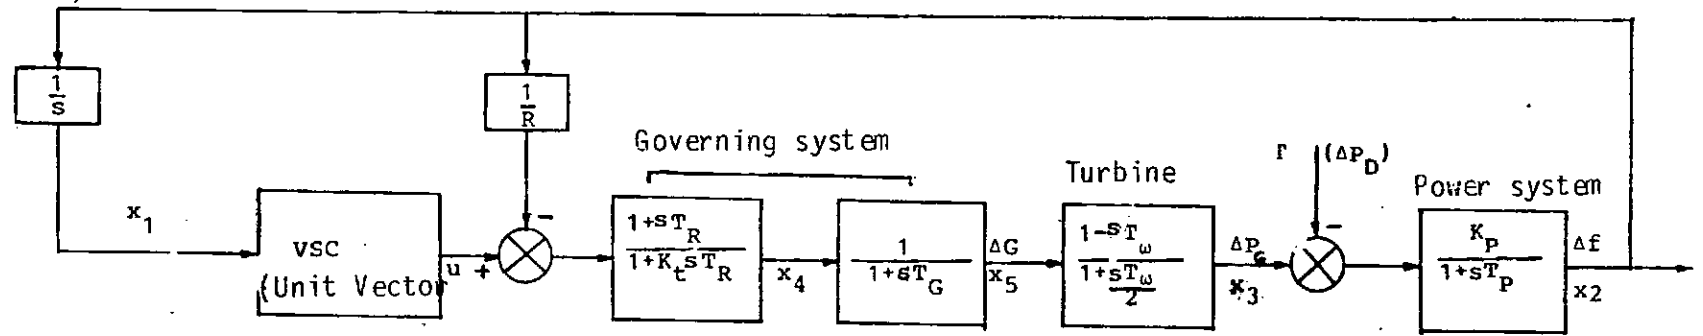 1
s
1
R
Governing system
Γ (ΔP_D)
Turbine
Power system
x_1
VSC
(Unit Vector
u
+
-
1+sT_R
1+K_t sT_R
x_4
1
1+sT_G
ΔG
x_5
1-sT_ω
1+sT_ω
2
ΔP_G
x_3
-
K_P
1+sT_P
Δf
x_2